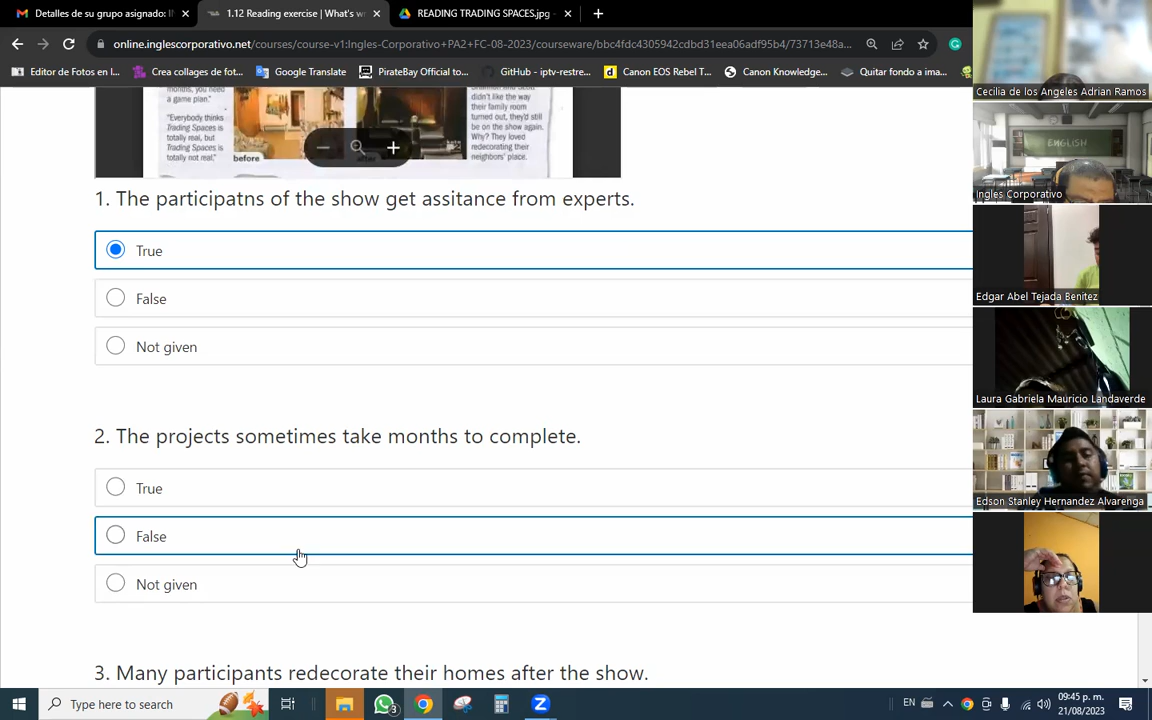 Detalles de su grupo asignado: I
1.12 Reading exercise | What's w
READING TRADING SPACES.jpg -
online.inglescorporativo.net/courses/course-v1:Ingles-Corporativo+PA2+FC-08-2023/courseware/bbc4fdc4305942cdbd31eea06adf95b4/73713e48a...
Editor de Fotos en l...
Crea collages de fot...
Google Translate
PirateBay Official to...
GitHub - iptv-restre...
Canon EOS Rebel T...
Canon Knowledge...
Quitar fondo a ima...
Cecilia de los Angeles Adrian Ramos
months, you need
a game plan."
"Everybody thinks
Trading Spaces is
totally real, but
Trading Spaces is
totally not real."
before
didn't like the way
their family room
turned out, they'd still
be on the show again.
Why? They loved
redecorating their
neighbors' place.
ENGLISH
Ingles Corporativo
1. The participatns of the show get assitance from experts.
True
False
Not given
Edgar Abel Tejada Benitez
Laura Gabriela Mauricio Landaverde
2. The projects sometimes take months to complete.
True
False
Not given
Edson Stanley Hernandez Alvarenga
3. Many participants redecorate their homes after the show.
Type here to search
3
EN
09:45 p. m.
21/08/2023